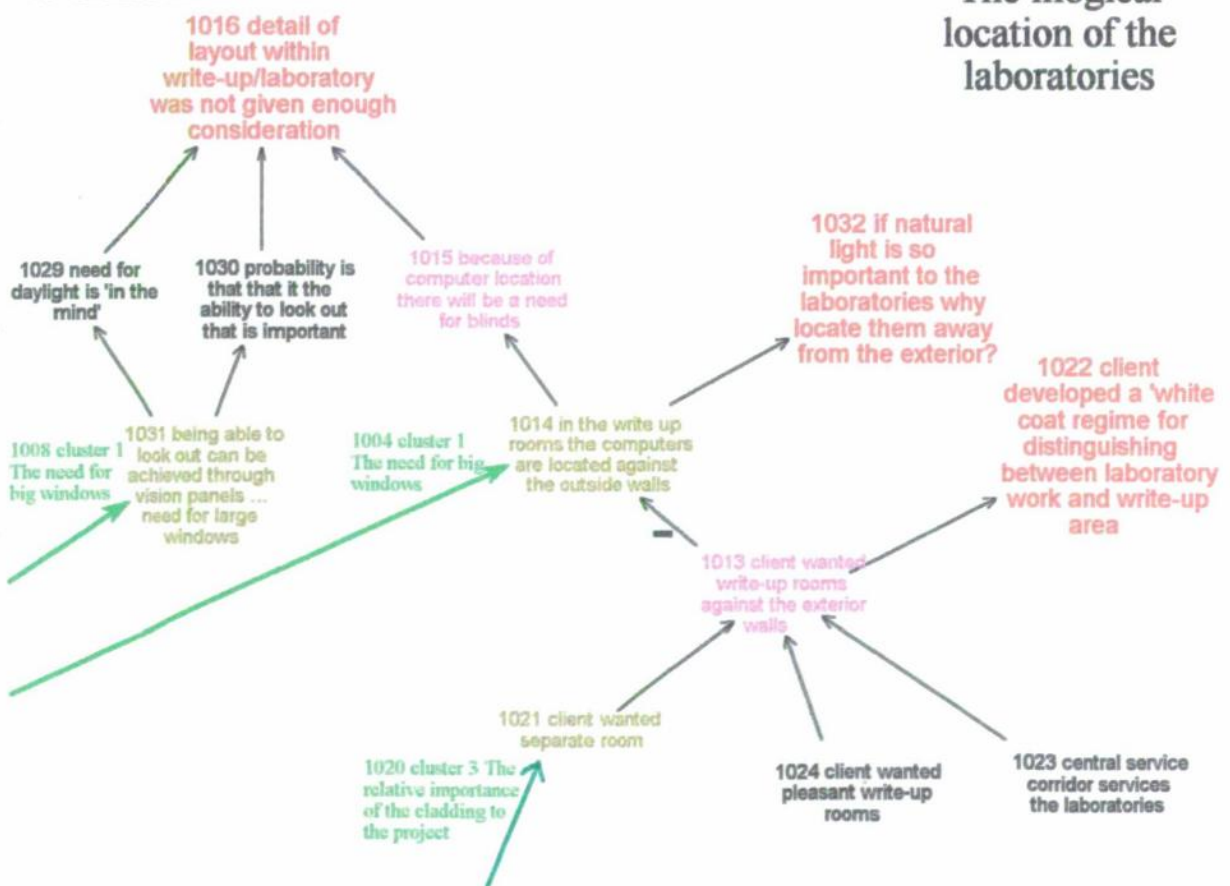 location of the
laboratories
1016 detail of
layout within
write-up/laboratory
was not given enough
consideration
1029 need for
daylight is 'in the
mind'
1030 probability is
that that it the
ability to look out
that is important
1015 because of
computer location
there will be a need
for blinds
1032 if natural
light is so
important to the
laboratories why
locate them away
from the exterior?
1022 client
developed a 'white
coat regime for
distinguishing
between laboratory
work and write-up
area
1008 cluster 1
The need for
big windows
1031 being able to
look out can be
achieved through
vision panels ...
need for large
windows
1004 cluster 1
The need for big
windows
1014 in the write up
rooms the computers
are located against
the outside walls
1013 client wanted
write-up rooms
against the exterior
walls
1021 client wanted
separate room
1020 cluster 3 The
relative importance
of the cladding to
the project
1024 client wanted
pleasant write-up
rooms
1023 central service
corridor services
the laboratories